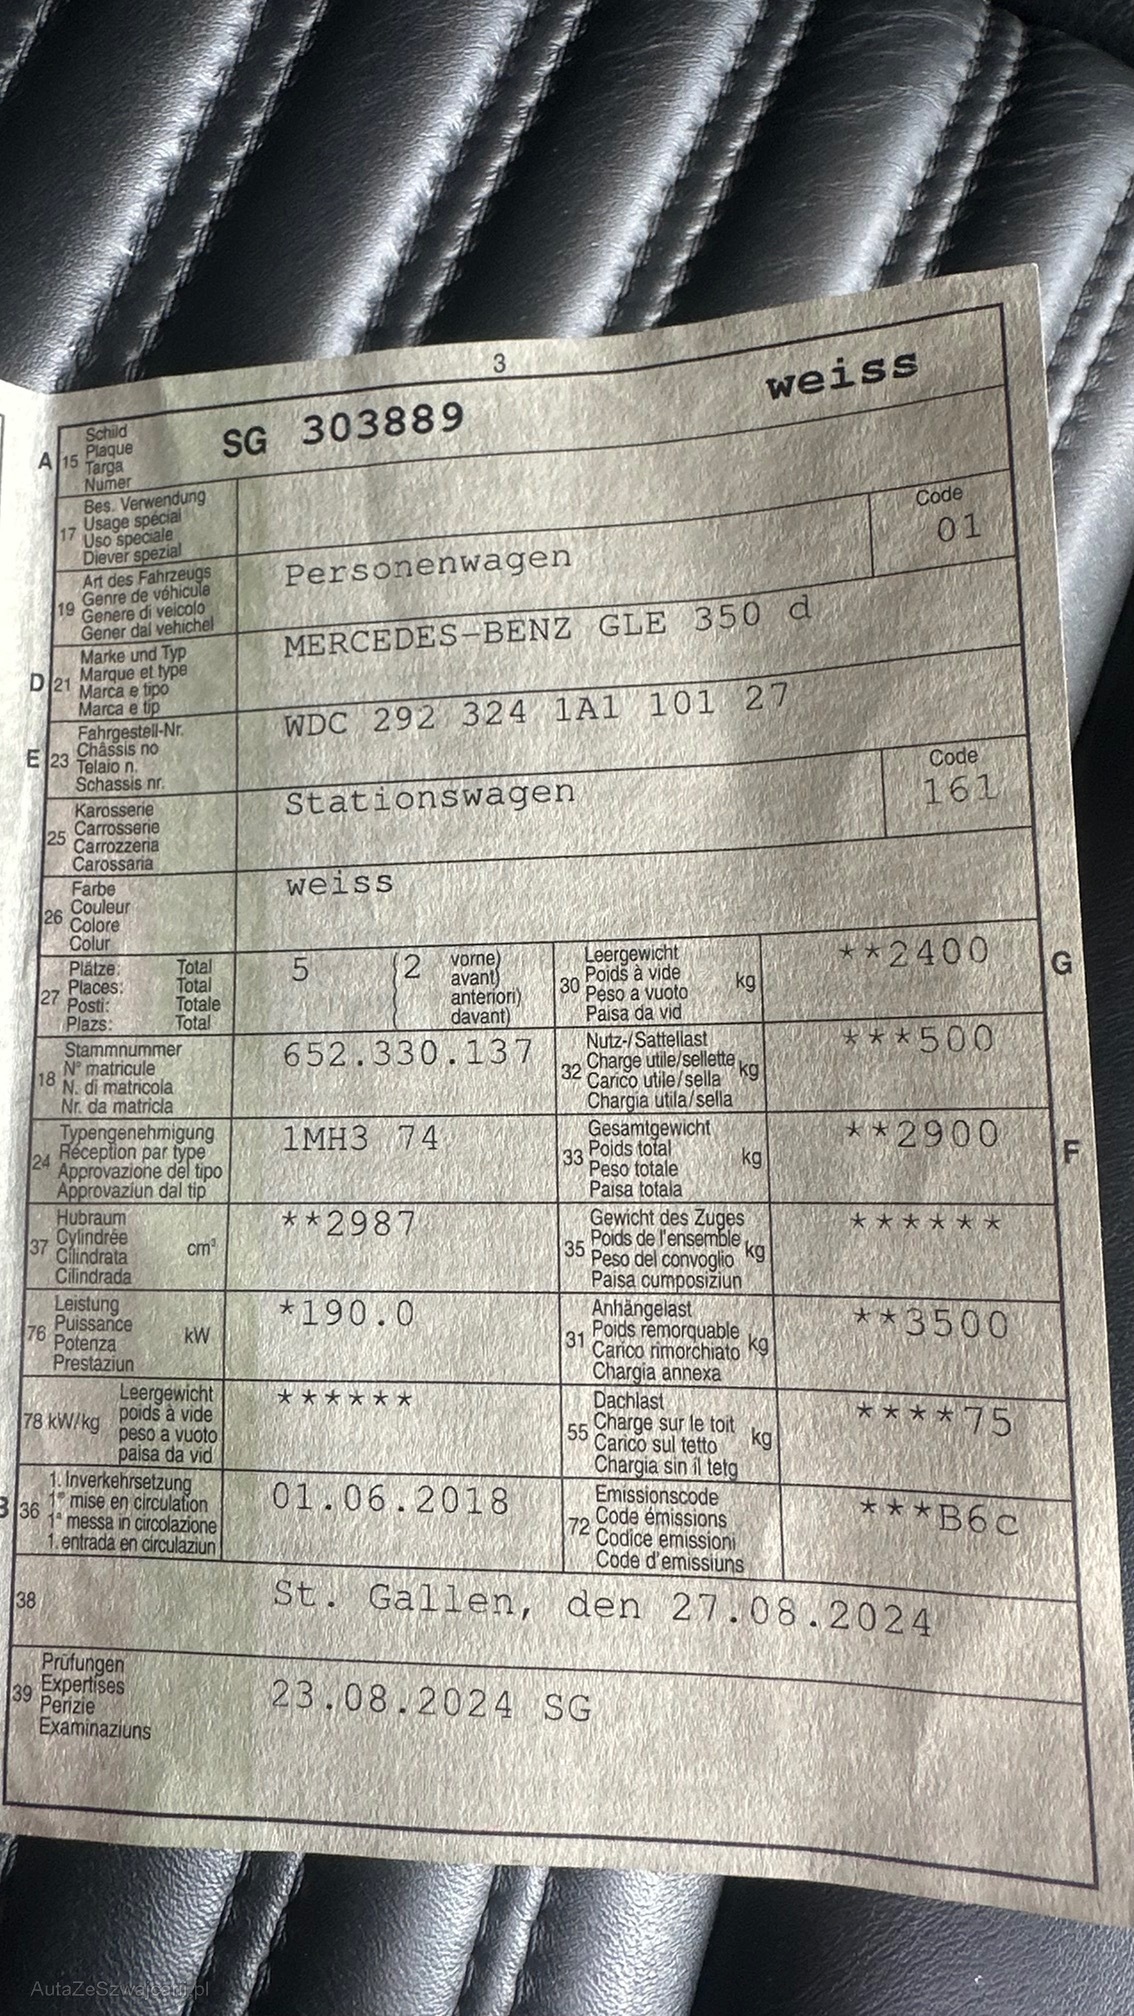 3
A 15 Schild
Plaque
Targa
Numer
SG 303889 weiss
17 Bes. Verwendung
Usage spécial
Uso speciale
Diever spezial
19 Art des Fahrzeugs
Genre de véhicule
Genere di veicolo
Gener dal vehichel
Personenwagen
Code
01
D 21 Marke und Typ
Marque et type
Marca e tipo
Marca e tip
MERCEDES-BENZ GLE 350 d
E 23 Fahrgestell-Nr.
Châssis no
Telaio n.
Schassis nr.
WDC 292 324 1A1 101 27
25 Karosserie
Carrosserie
Carrozzeria
Carossaria
Stationswagen
Code
161
26 Farbe
Couleur
Colore
Colur
weiss
27 Plätze: Total
Places: Total
Posti: Totale
Plazs: Total
5 (2 vorne)
avant)
anteriori)
davant)
30 Leergewicht
Poids à vide
Peso a vuoto
Paisa da vid
kg
**2400
G
18 Stammnummer
N° matricule
N. di matricola
Nr. da matricla
652.330.137
32 Nutz-/Sattellast
Charge utile/sellette
Carico utile/sella
Chargia utila/sella
kg
***500
24 Typengenehmigung
Réception par type
Approvazione del tipo
Approvaziun dal tip
1MH3 74
33 Gesamtgewicht
Poids total
Peso totale
Paisa totala
kg
**2900
F
37 Hubraum
Cylindrée
Cilindrata
Cilindrada
cm³
**2987
35 Gewicht des Zuges
Poids de l'ensemble
Peso del convoglio
Paisa cumposiziun
kg
******
76 Leistung
Puissance
Potenza
Prestaziun
kW
*190.0
31 Anhängelast
Poids remorquable
Carico rimorchiato
Chargia annexa
kg
**3500
78 kW/kg Leergewicht
poids à vide
peso a vuoto
paisa da vid
******
55 Dachlast
Charge sur le toit
Carico sul tetto
Chargia sin il tetg
kg
****75
B 36 1. Inverkehrsetzung
1re mise en circulation
1a messa in circolazione
1. entrada en circulaziun
01.06.2018
72 Emissionscode
Code émissions
Codice emissioni
Code d'emissiuns
***B6c
38 St. Gallen, den 27.08.2024
39 Prüfungen
Expertises
Perizie
Examinaziuns
23.08.2024 SG
AutaZeSzwajcarii.pl